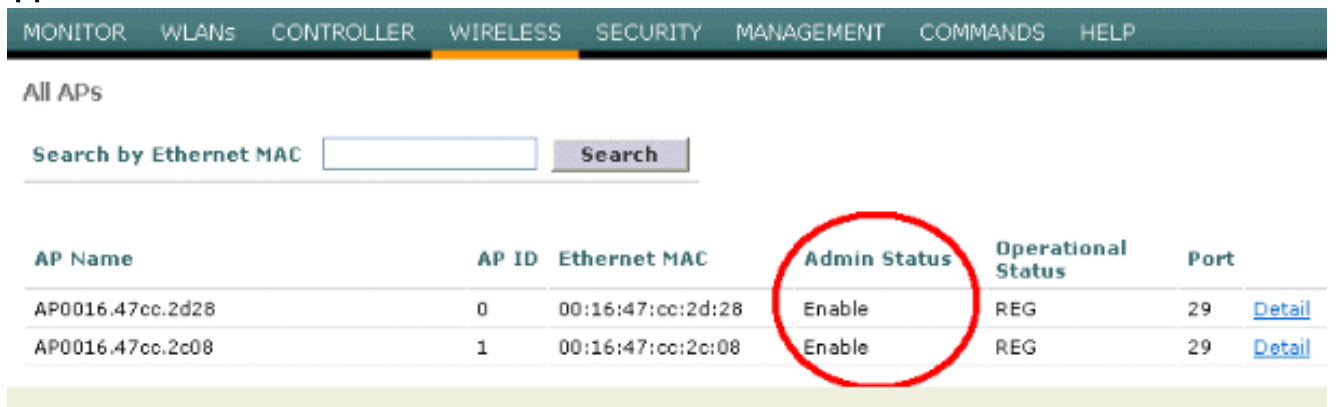 MONITOR WLANs CONTROLLER WIRELESS SECURITY MANAGEMENT COMMANDS HELP
All APs
Search by Ethernet MAC Search
AP Name AP ID Ethernet MAC Admin Status Operational Status Port
AP0016.47cc.2d28 0 00:16:47:cc:2d:28 Enable REG 29 Detail
AP0016.47cc.2c08 1 00:16:47:cc:2c:08 Enable REG 29 Detail